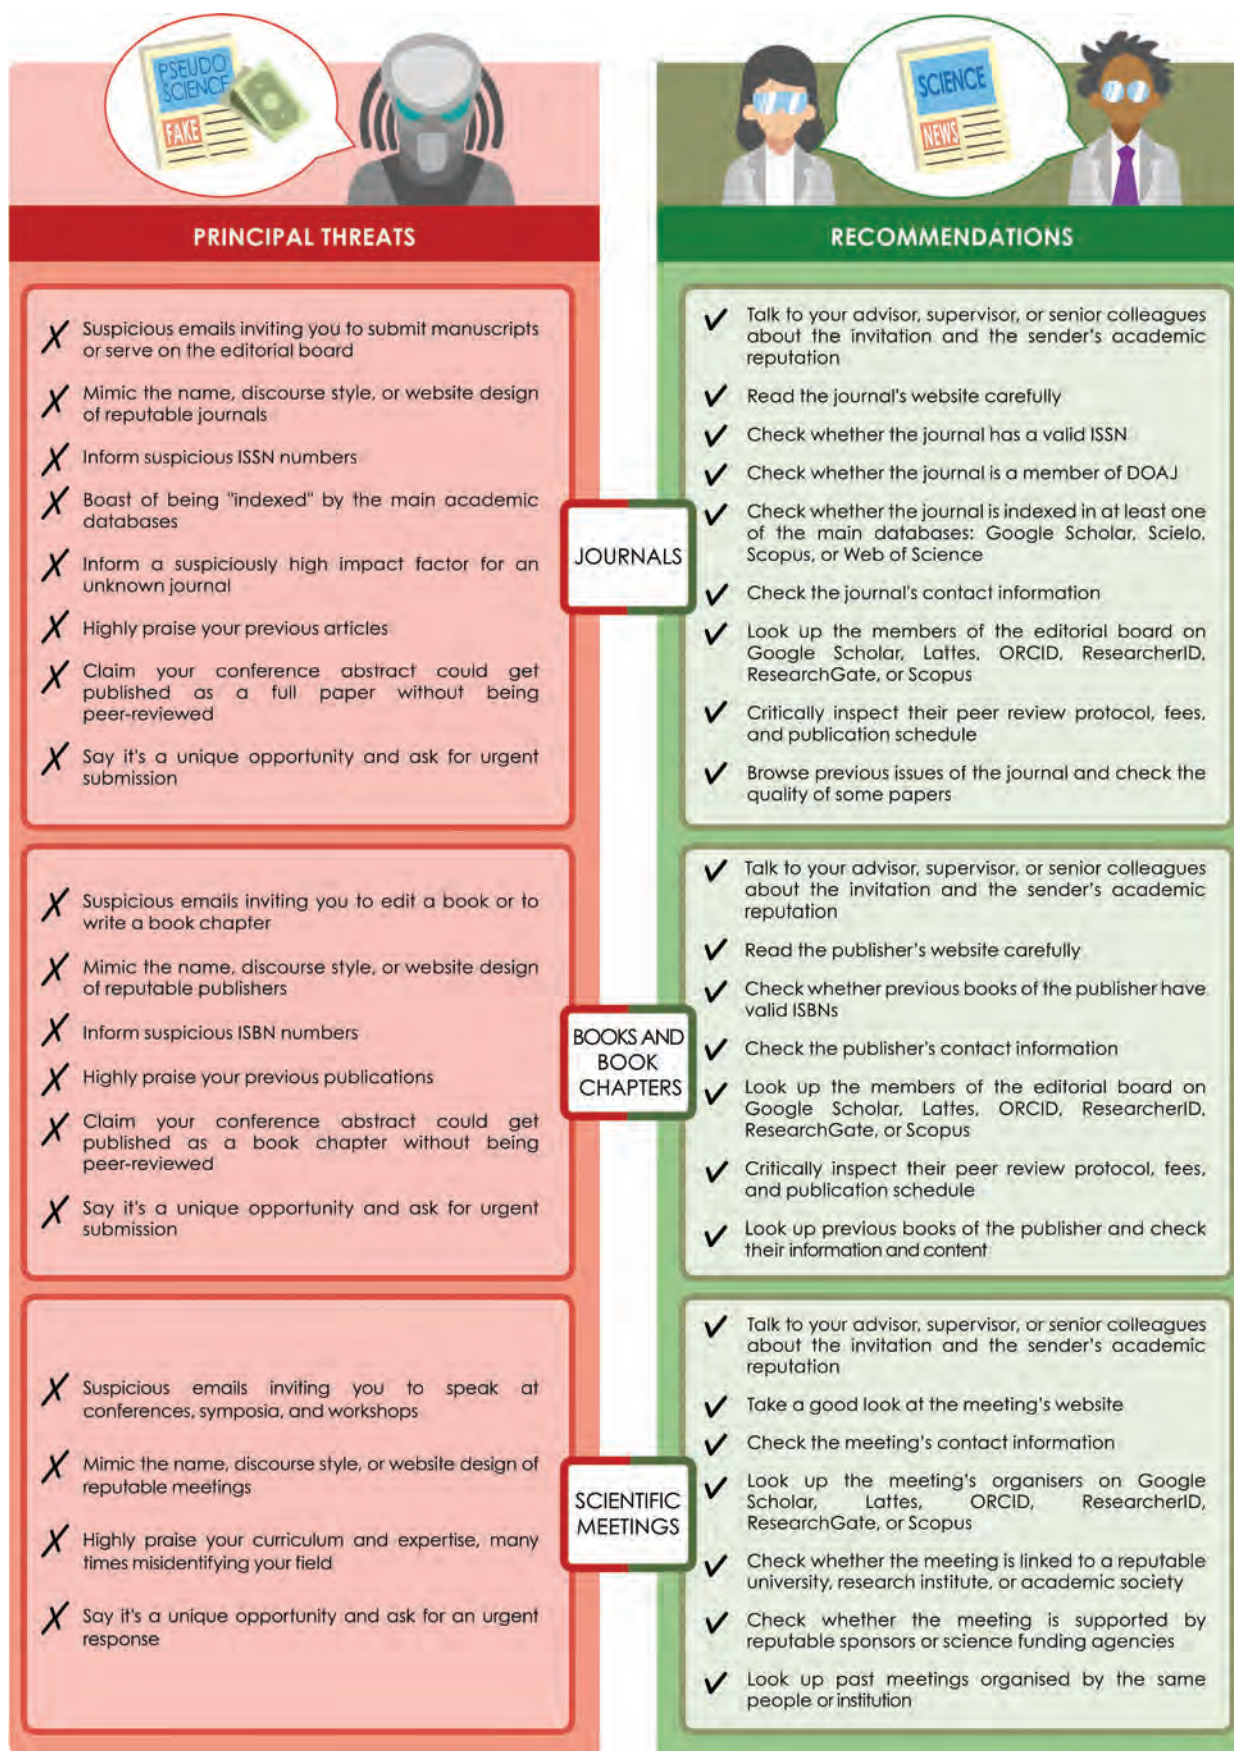 PSEUDO
SCIENCE
FAKE
SCIENCE
NEWS
PRINCIPAL THREATS
RECOMMENDATIONS
JOURNALS
Suspicious emails inviting you to submit manuscripts
or serve on the editorial board
Mimic the name, discourse style, or website design
of reputable journals
Inform suspicious ISSN numbers
Boast of being "indexed" by the main academic
databases
Inform a suspiciously high impact factor for an
unknown journal
Highly praise your previous articles
Claim your conference abstract could get
published as a full paper without being
peer-reviewed
Say it's a unique opportunity and ask for urgent
submission
Talk to your advisor, supervisor, or senior colleagues
about the invitation and the sender's academic
reputation
Read the journal's website carefully
Check whether the journal has a valid ISSN
Check whether the journal is a member of DOAJ
Check whether the journal is indexed in at least one
of the main databases: Google Scholar, Scielo,
Scopus, or Web of Science
Check the journal's contact information
Look up the members of the editorial board on
Google Scholar, Lattes, ORCID, ResearcherID,
ResearchGate, or Scopus
Critically inspect their peer review protocol, fees,
and publication schedule
Browse previous issues of the journal and check the
quality of some papers
BOOKS AND
BOOK
CHAPTERS
Suspicious emails inviting you to edit a book or to
write a book chapter
Mimic the name, discourse style, or website design
of reputable publishers
Inform suspicious ISBN numbers
Highly praise your previous publications
Claim your conference abstract could get
published as a book chapter without being
peer-reviewed
Say it's a unique opportunity and ask for urgent
submission
Talk to your advisor, supervisor, or senior colleagues
about the invitation and the sender's academic
reputation
Read the publisher's website carefully
Check whether previous books of the publisher have
valid ISBNs
Check the publisher's contact information
Look up the members of the editorial board on
Google Scholar, Lattes, ORCID, ResearcherID,
ResearchGate, or Scopus
Critically inspect their peer review protocol, fees,
and publication schedule
Look up previous books of the publisher and check
their information and content
SCIENTIFIC
MEETINGS
Suspicious emails inviting you to speak at
conferences, symposia, and workshops
Mimic the name, discourse style, or website design of
reputable meetings
Highly praise your curriculum and expertise, many
times misidentifying your field
Say it's a unique opportunity and ask for an urgent
response
Talk to your advisor, supervisor, or senior colleagues
about the invitation and the sender's academic
reputation
Take a good look at the meeting's website
Check the meeting's contact information
Look up the meeting's organisers on Google
Scholar, Lattes, ORCID, ResearcherID,
ResearchGate, or Scopus
Check whether the meeting is linked to a reputable
university, research institute, or academic society
Check whether the meeting is supported by
reputable sponsors or science funding agencies
Look up past meetings organised by the same
people or institution